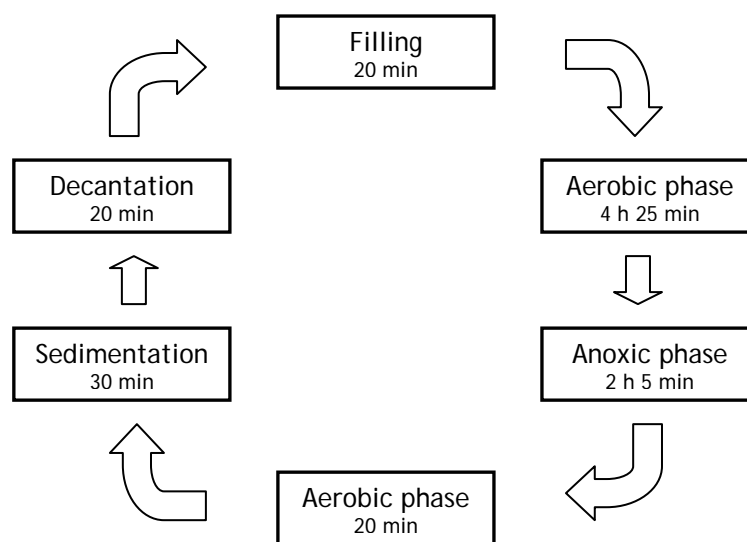 Filling
20 min
Aerobic phase
4 h 25 min
Anoxic phase
2 h 5 min
Aerobic phase
20 min
Sedimentation
30 min
Decantation
20 min